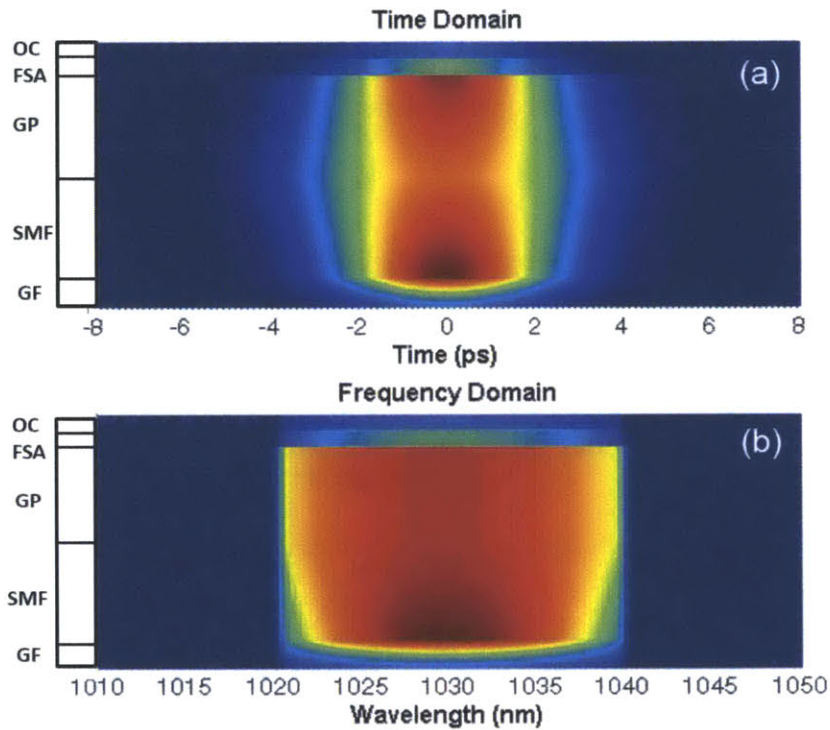 Time Domain
OC
FSA
GP
SMF
GF
(a)
-8 -6 -4 -2 0 2 4 6 8
Time (ps)
Frequency Domain
OC
FSA
GP
SMF
GF
(b)
1010 1015 1020 1025 1030 1035 1040 1045 1050
Wavelength (nm)